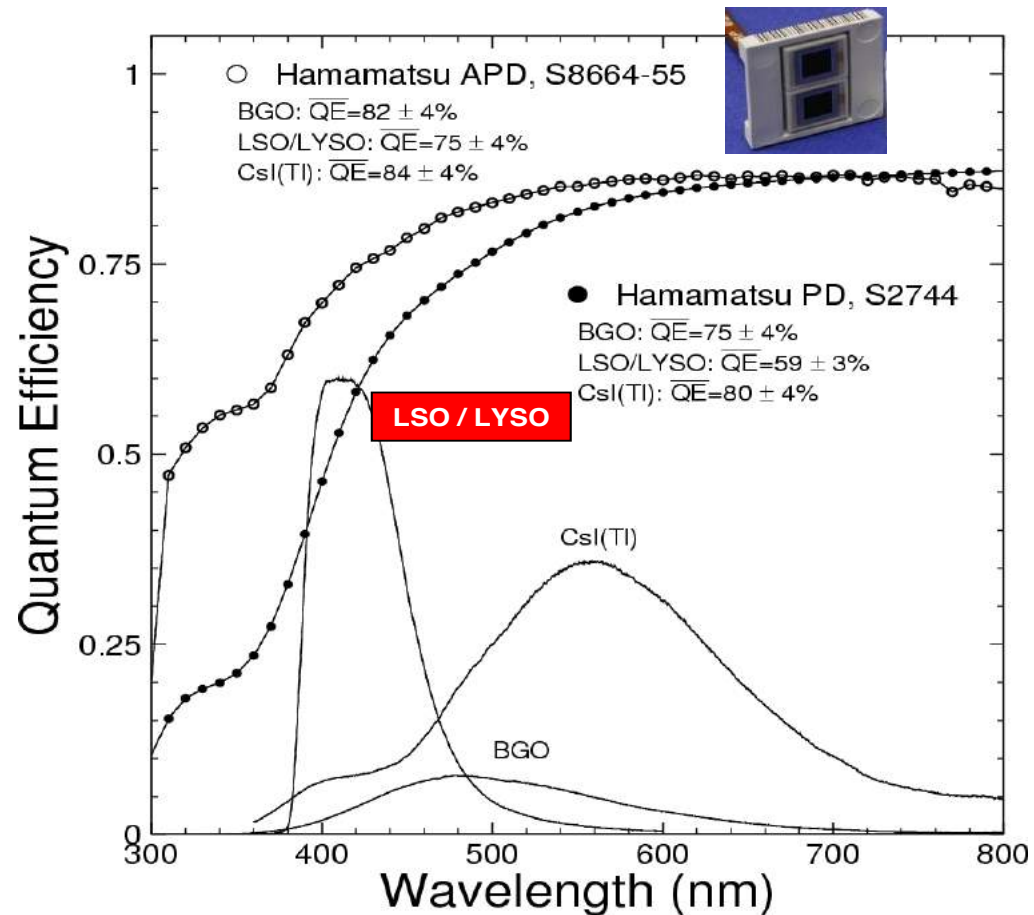 Hamamatsu APD, S8664-55
BGO: QE=82 ± 4%
LSO/LYSO: QE=75 ± 4%
CsI(Tl): QE=84 ± 4%
Hamamatsu PD, S2744
BGO: QE=75 ± 4%
LSO/LYSO: QE=59 ± 3%
CsI(Tl): QE=80 ± 4%
LSO / LYSO
CsI(Tl)
BGO
Quantum Efficiency
1
0.75
0.5
0.25
0
300 400 500 600 700 800
Wavelength (nm)